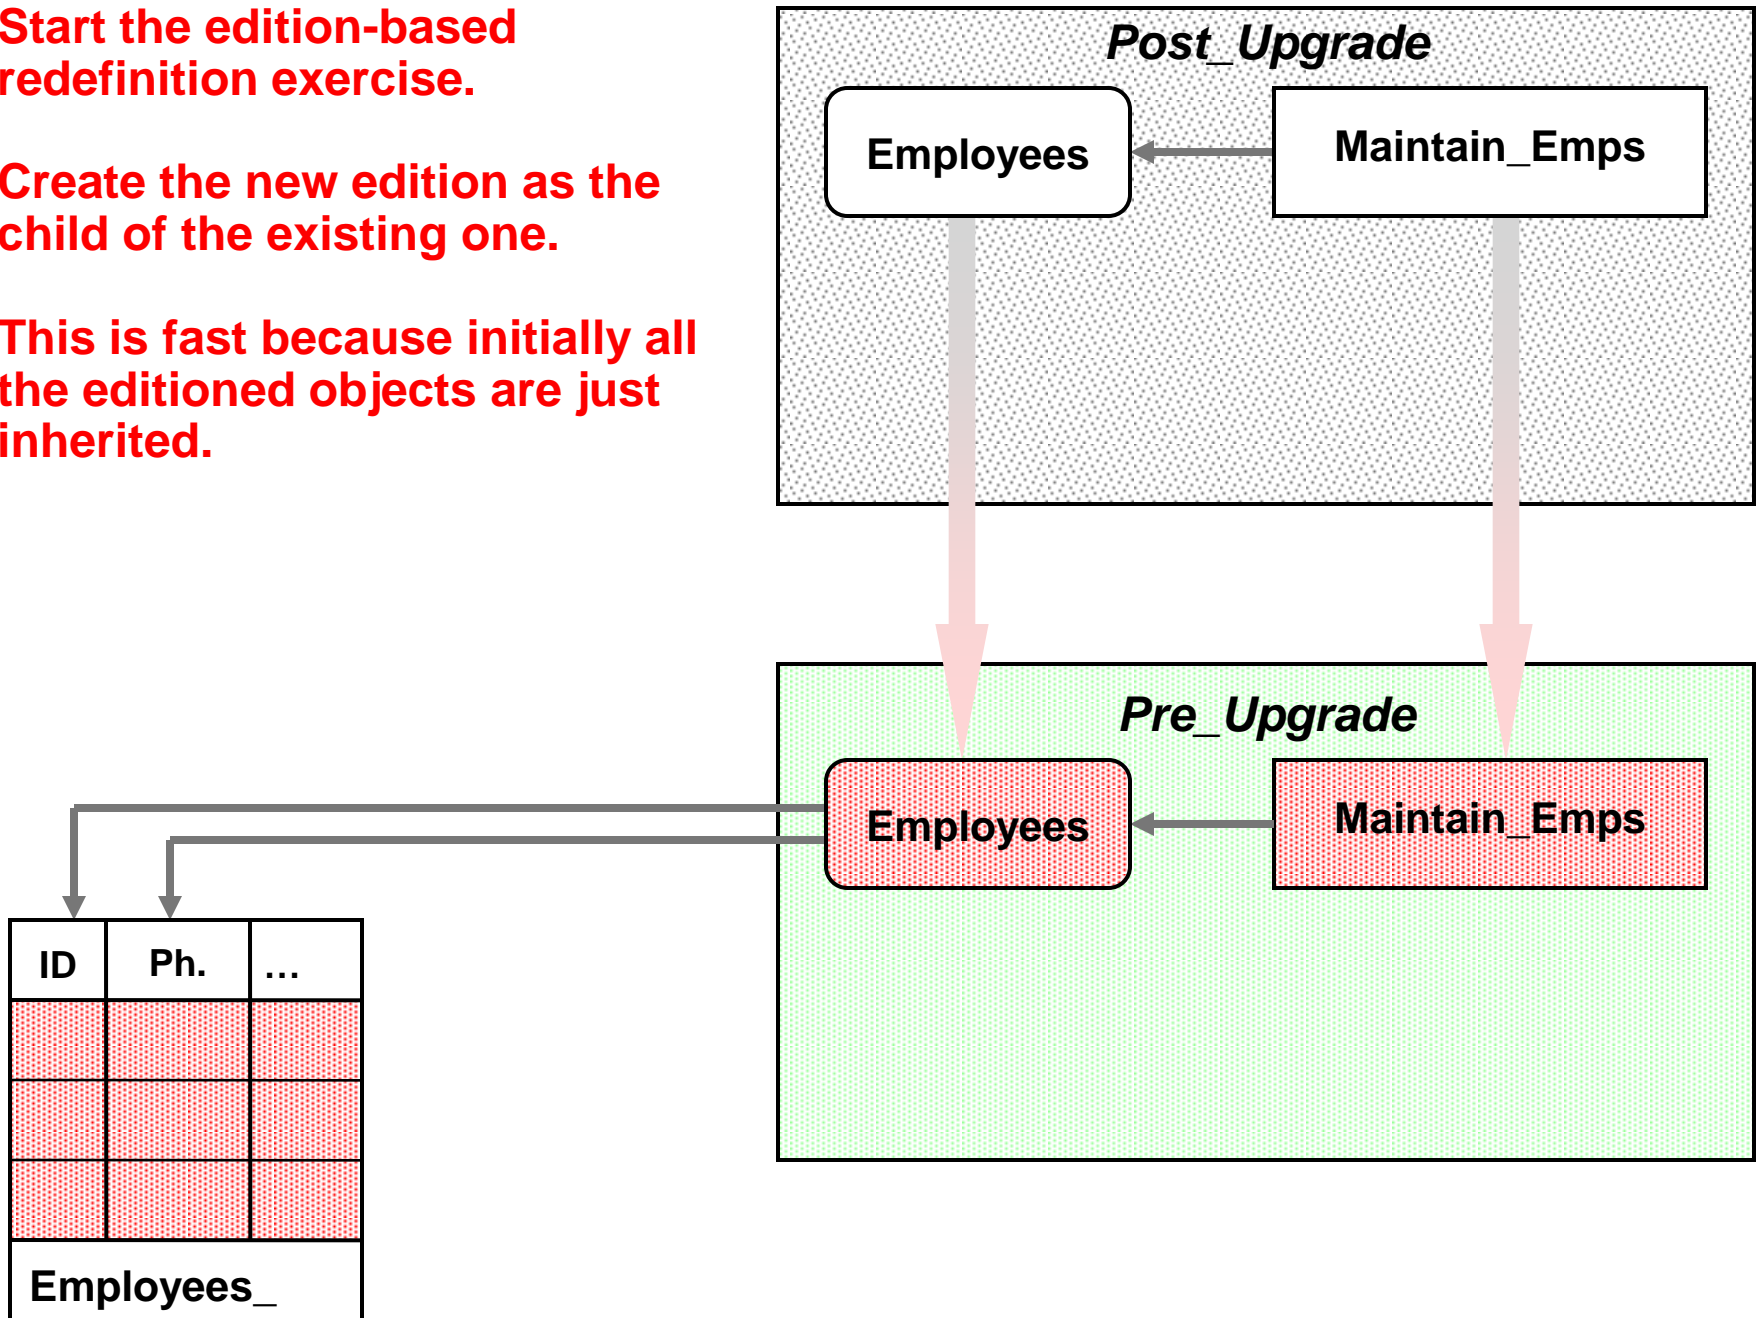 Start the edition-based
redefinition exercise.
Create the new edition as the
child of the existing one.
This is fast because initially all
the editioned objects are just
inherited.
Post_Upgrade
Employees
Maintain_Emps
Pre_Upgrade
Employees
Maintain_Emps
ID
Ph.
…
Employees_